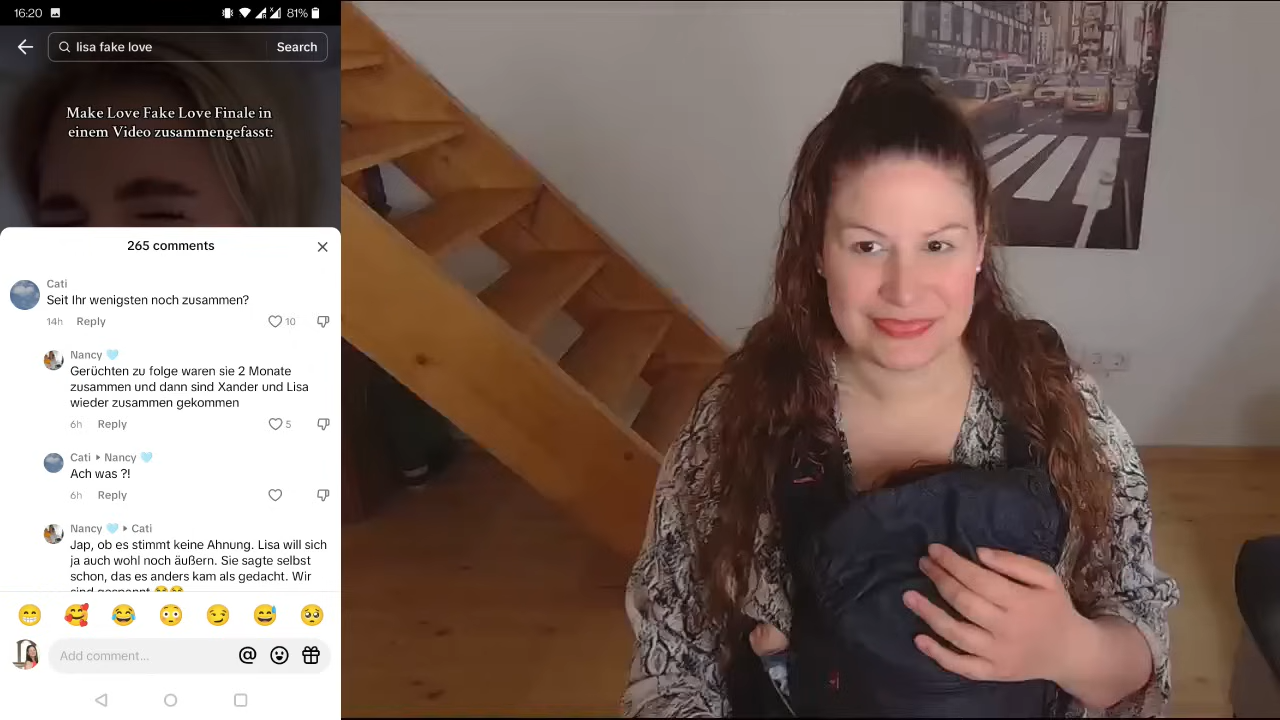 16:20
81%
lisa fake love
Search
Make Love Fake Love Finale in
einem Video zusammengefasst:
265 comments
Cati
Seit Ihr wenigsten noch zusammen?
14h Reply
10
Nancy 🩵
Gerüchten zu folge waren sie 2 Monate
zusammen und dann sind Xander und Lisa
wieder zusammen gekommen
6h Reply
5
Cati ▸ Nancy 🩵
Ach was ?!
6h Reply
Nancy 🩵 ▸ Cati
Jap, ob es stimmt keine Ahnung. Lisa will sich
ja auch wohl noch äußern. Sie sagte selbst
schon, das es anders kam als gedacht. Wir
sind gespannt
Add comment...
@